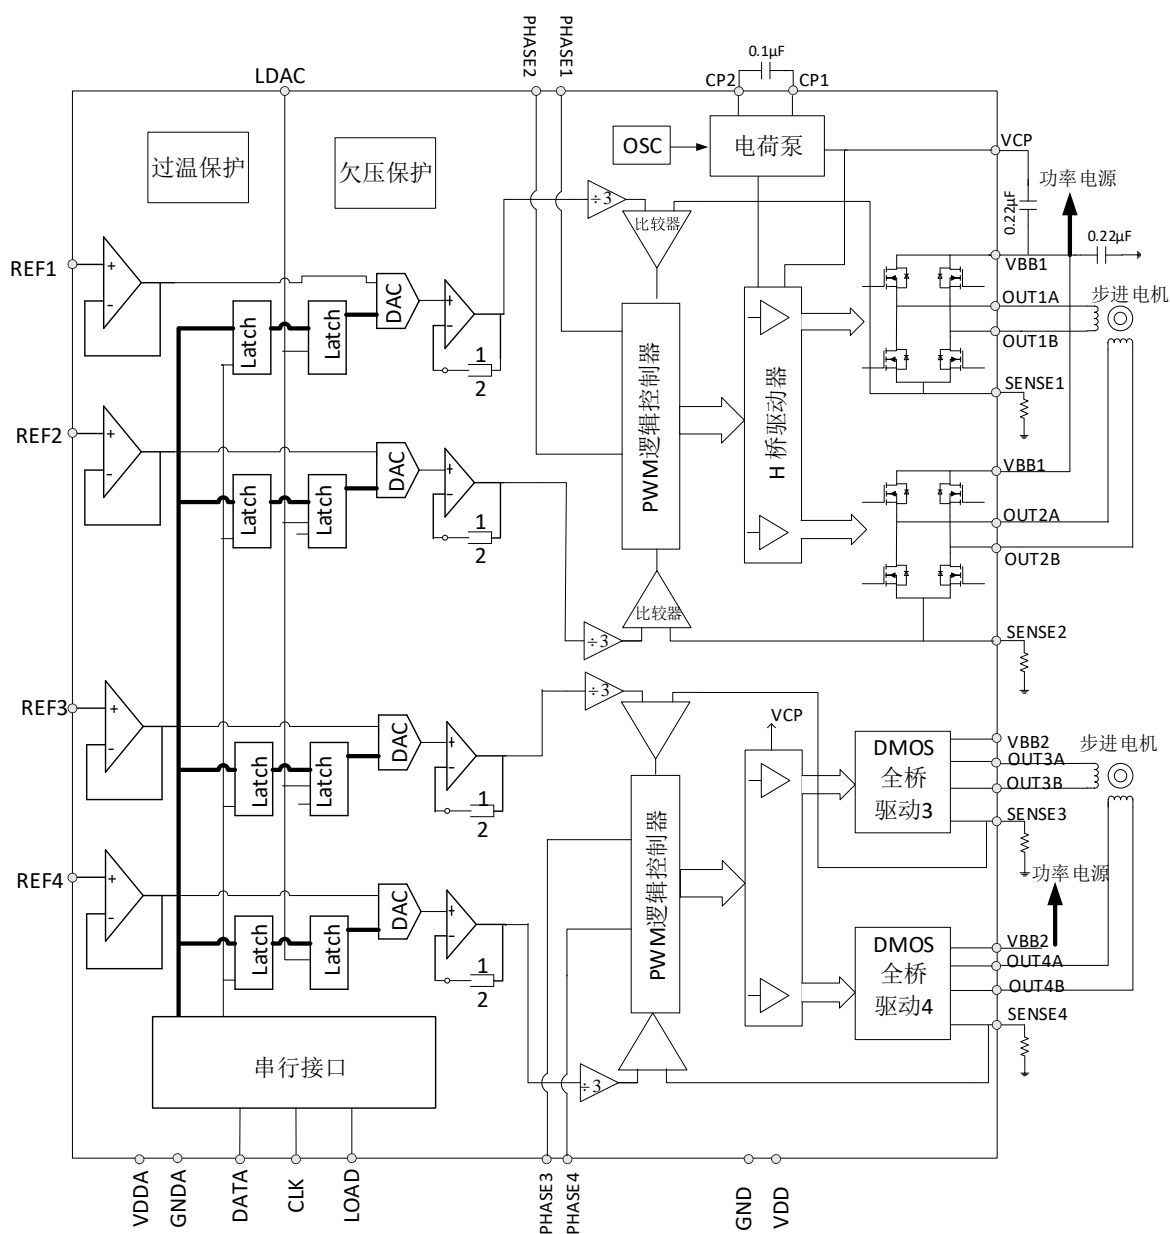 PHASE2
PHASE1
0.1μF
LDAC
CP2
CP1
过温保护
欠压保护
OSC
电荷泵
VCP
功率电源
0.22μF
0.22μF
÷3
比较器
REF1
+
-
DAC
+
-
VBB1
步进电机
OUT1A
OUT1B
Latch
Latch
1
2
PWM逻辑控制器
H 桥驱动器
SENSE1
REF2
+
-
DAC
+
-
VBB1
Latch
Latch
1
2
OUT2A
OUT2B
比较器
÷3
SENSE2
÷3
REF3
+
-
DAC
+
-
VCP
DMOS
全桥
驱动3
VBB2
步进电机
OUT3A
OUT3B
Latch
Latch
1
2
PWM逻辑控制器
SENSE3
功率电源
REF4
+
-
DAC
+
-
DMOS
全桥
驱动4
VBB2
OUT4A
OUT4B
Latch
Latch
1
2
SENSE4
串行接口
÷3
VDDA
GNDA
DATA
CLK
LOAD
PHASE3
PHASE4
GND
VDD